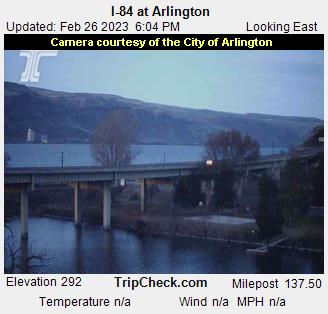 I-84 at Arlington
Updated: Feb 26 2023 6:04 PM Looking East
Camera courtesy of the City of Arlington
Elevation 292 TripCheck.com Milepost 137.50
Temperature n/a Wind n/a MPH n/a